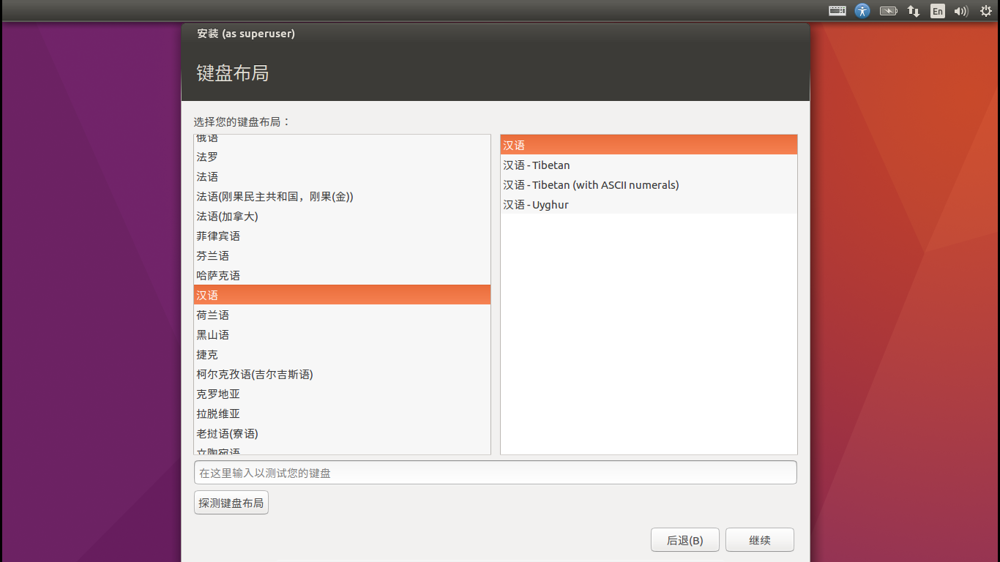 En
安装 (as superuser)
键盘布局
选择您的键盘布局：
俄语
法罗
法语
法语(刚果民主共和国，刚果(金))
法语(加拿大)
菲律宾语
芬兰语
哈萨克语
汉语
荷兰语
黑山语
捷克
柯尔克孜语(吉尔吉斯语)
克罗地亚
拉脱维亚
老挝语(寮语)
立陶宛语
汉语
汉语 - Tibetan
汉语 - Tibetan (with ASCII numerals)
汉语 - Uyghur
在这里输入以测试您的键盘
探测键盘布局
后退(B)
继续